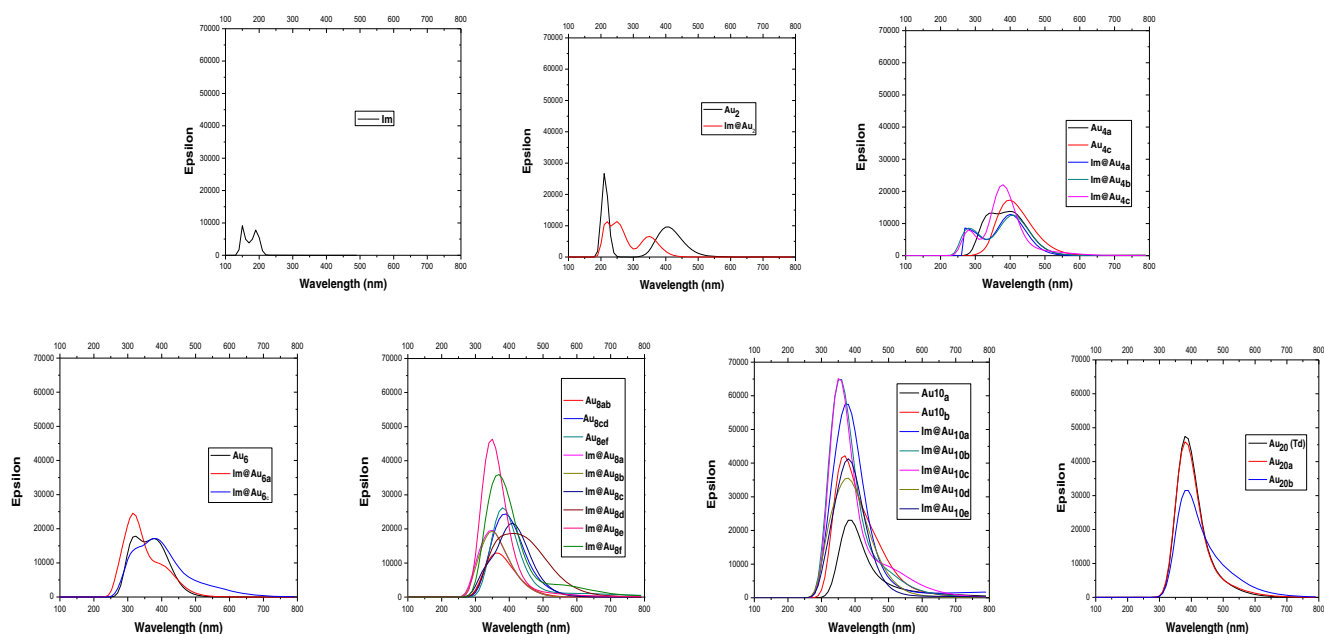 100 200 300 400 500 600 700 800
70000
60000
50000
40000
30000
20000
10000
0
Epsilon
Im
100 200 300 400 500 600 700 800
Wavelength (nm)
100 200 300 400 500 600 700 800
70000
60000
50000
40000
30000
20000
10000
0
Epsilon
Au2
Im@Au2
100 200 300 400 500 600 700 800
Wavelength (nm)
100 200 300 400 500 600 700 800
70000
60000
50000
40000
30000
20000
10000
0
Epsilon
Au4a
Au4c
Im@Au4a
Im@Au4b
Im@Au4c
100 200 300 400 500 600 700 800
Wavelength (nm)
100 200 300 400 500 600 700 800
70000
60000
50000
40000
30000
20000
10000
0
Epsilon
Au6
Im@Au6a
Im@Au6c
100 200 300 400 500 600 700 800
Wavelength (nm)
100 200 300 400 500 600 700 800
70000
60000
50000
40000
30000
20000
10000
0
Epsilon
Au8ab
Au8cd
Au8ef
Im@Au8a
Im@Au8b
Im@Au8c
Im@Au8d
Im@Au8e
Im@Au8f
100 200 300 400 500 600 700 800
Wavelength (nm)
100 200 300 400 500 600 700 800
70000
60000
50000
40000
30000
20000
10000
0
Epsilon
Au10a
Au10b
Im@Au10a
Im@Au10b
Im@Au10c
Im@Au10d
Im@Au10e
100 200 300 400 500 600 700 800
Wavelength (nm)
100 200 300 400 500 600 700 800
70000
60000
50000
40000
30000
20000
10000
0
Epsilon
Au20 (Td)
Au20a
Au20b
100 200 300 400 500 600 700 800
Wavelength (nm)